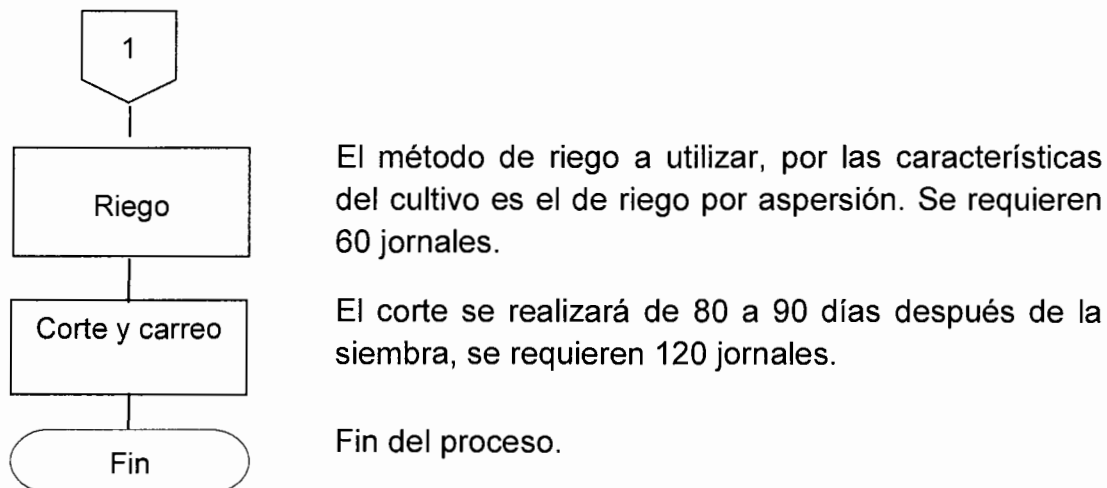 1
Riego
El método de riego a utilizar, por las características
del cultivo es el de riego por aspersión. Se requieren
60 jornales.
Corte y carreo
El corte se realizará de 80 a 90 días después de la
siembra, se requieren 120 jornales.
Fin
Fin del proceso.